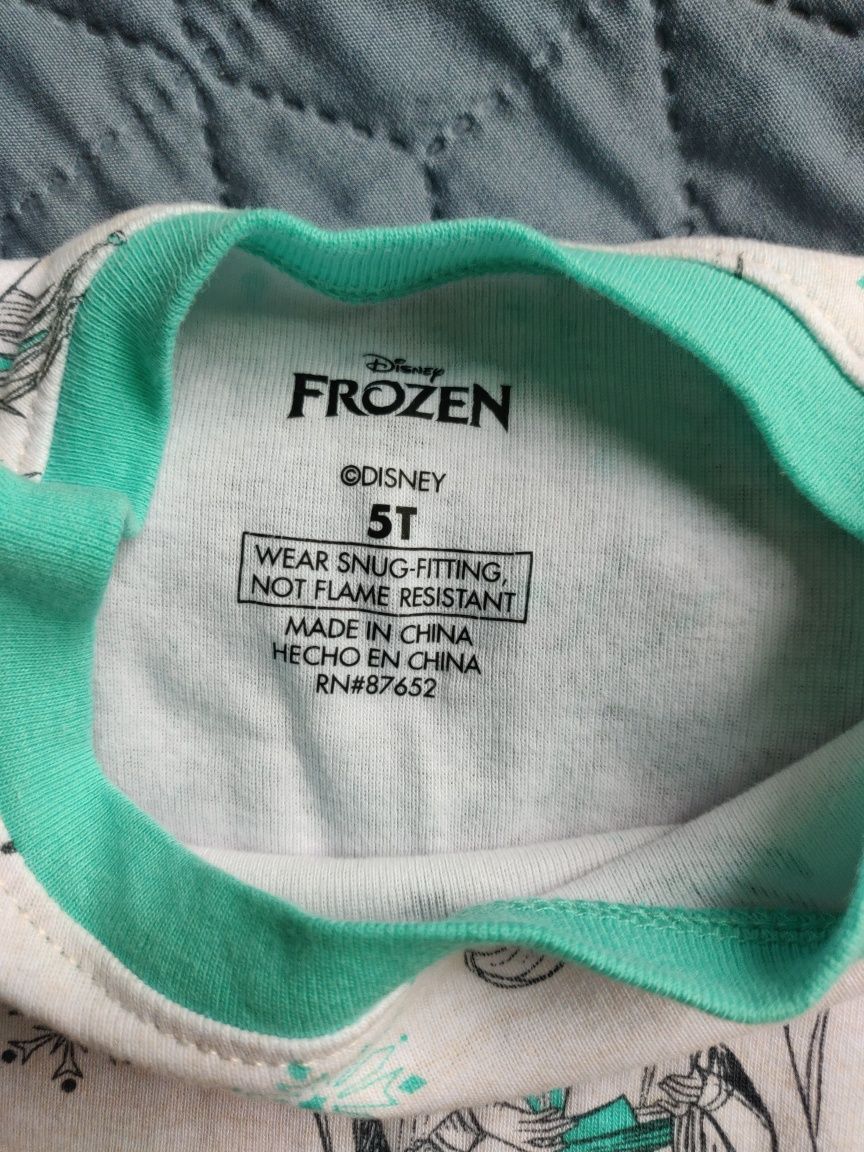 Disney
FROZEN
©DISNEY
5T
WEAR SNUG-FITTING,
NOT FLAME RESISTANT
MADE IN CHINA
HECHO EN CHINA
RN#87652